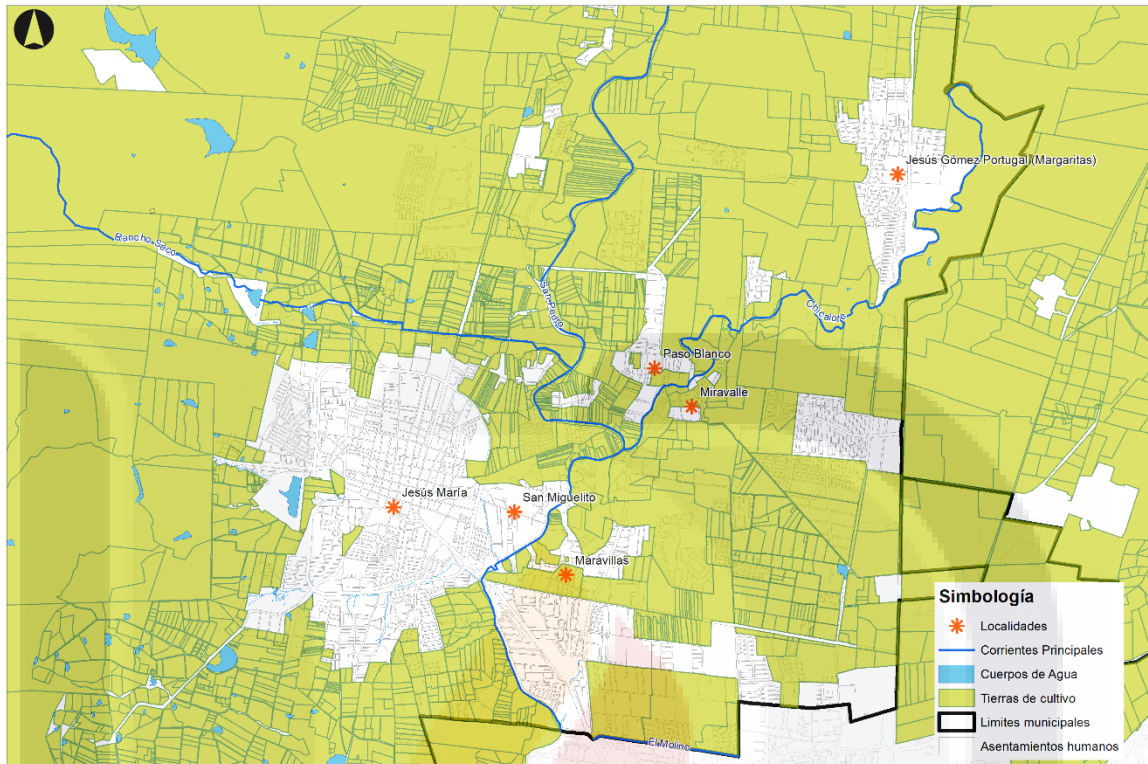 Jesús Gómez Portugal (Margaritas)
Rancho Seco
San Pedro
Chicalote
Paso Blanco
Miravalle
Jesús María
San Miguelito
Maravillas
El Molino
Simbología
Localidades
Corrientes Principales
Cuerpos de Agua
Tierras de cultivo
Limites municipales
Asentamientos humanos